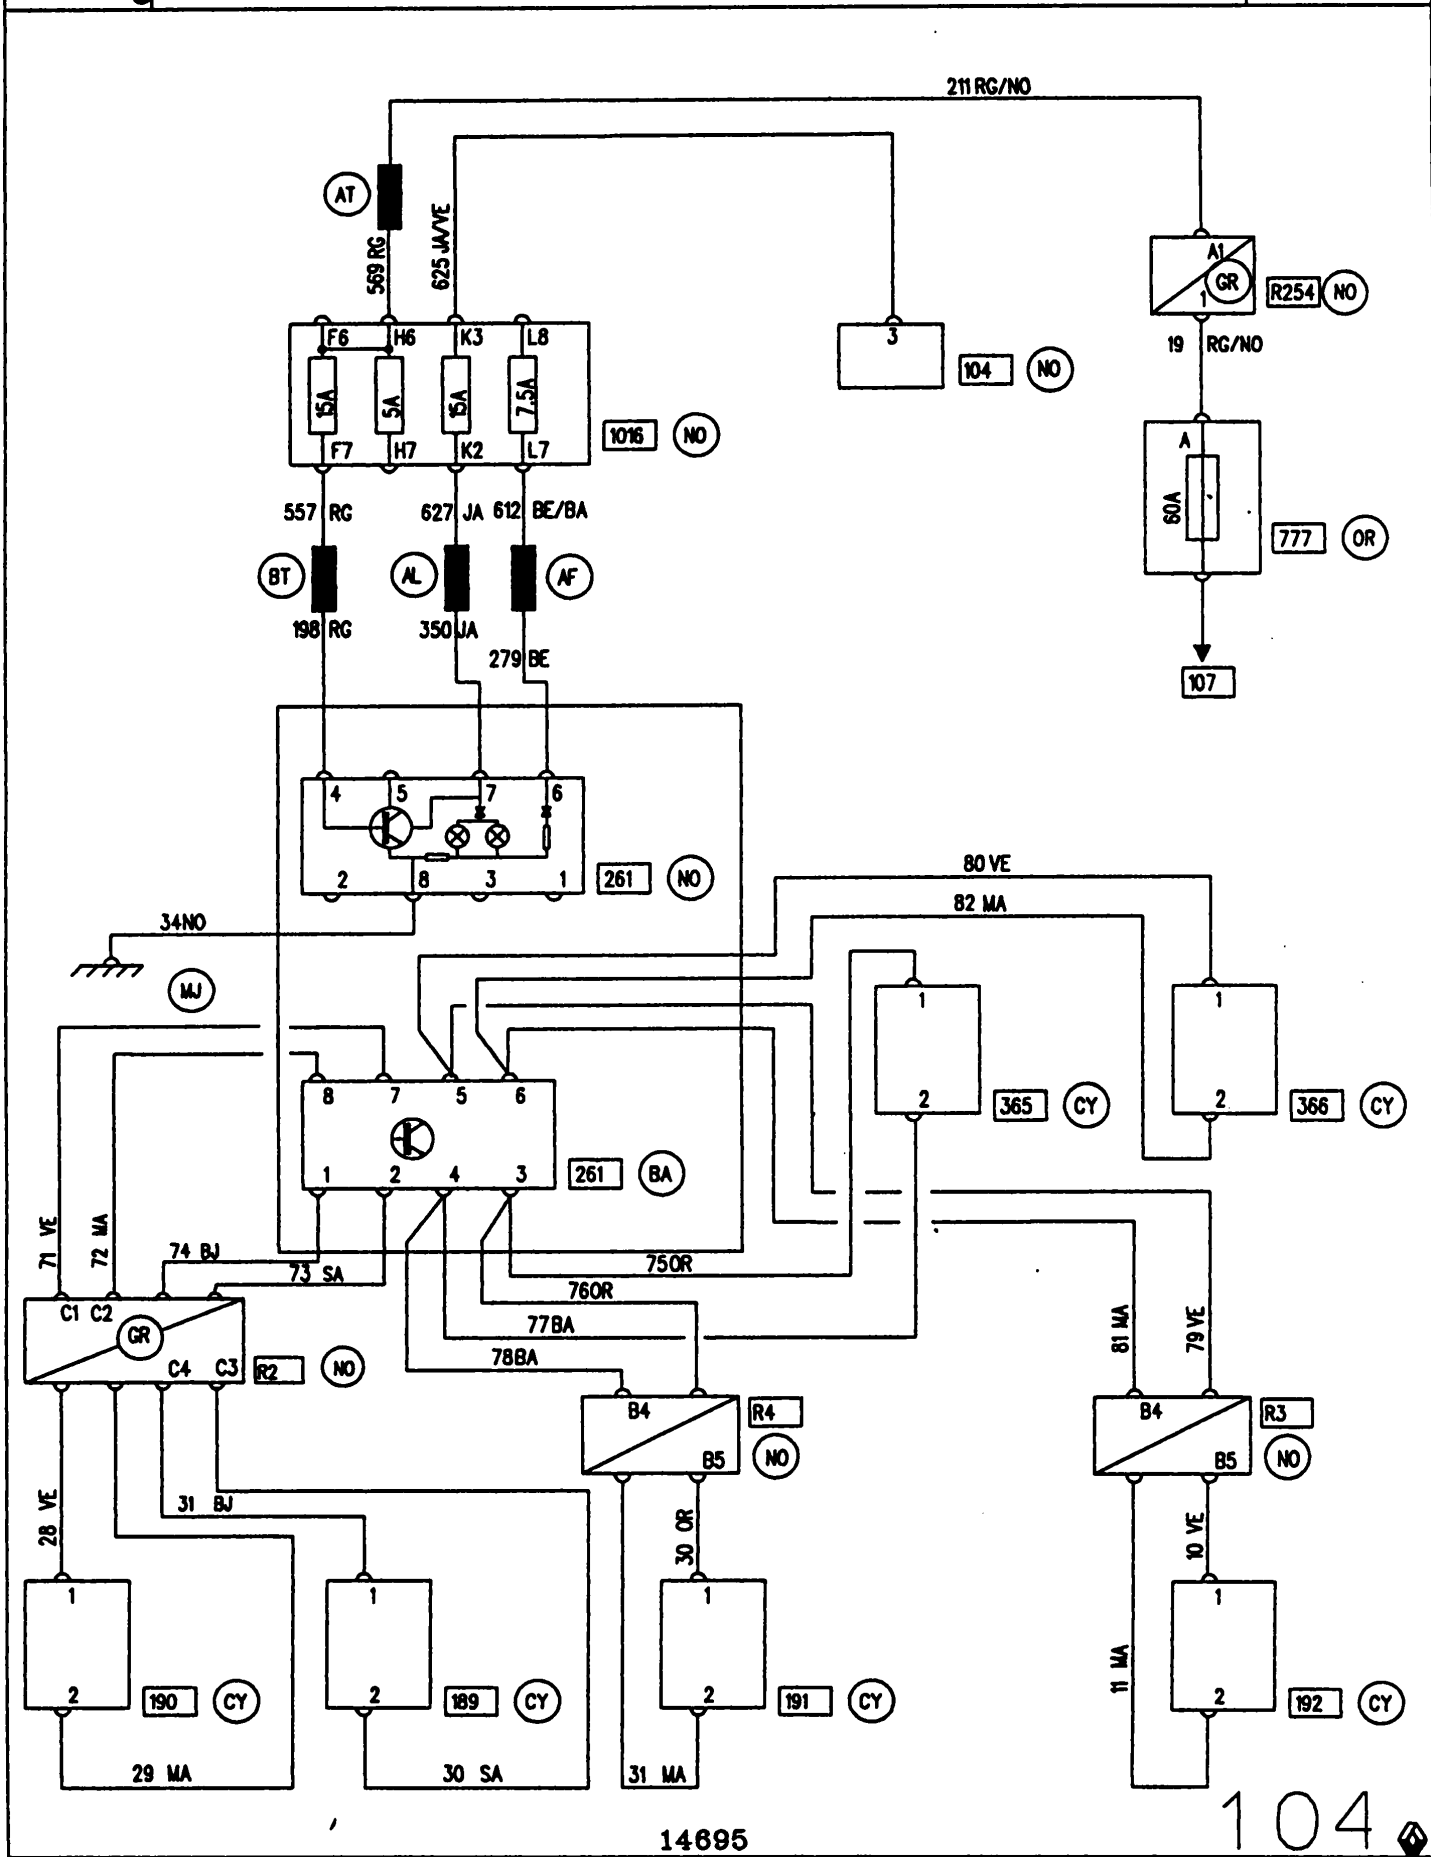 211 RG/NO
AT
569 RG
625 JA/VE
A1
GR
1
R254
NO
F6 H6 K3 L8
3
19 RG/NO
104
NO
15A 5A 15A 7.5A
1016
NO
A
F7 H7 K2 L7
60A
557 RG 627 JA 612 BE/BA
777
OR
BT AL AF
198 RG 350 JA
279 BE
107
4 5 7 6
2 8 3 1
261
NO
80 VE
82 MA
34NO
MJ
1 1
8 7 5 6
2 2
365
CY
366
CY
1 2 4 3
261
BA
71 VE
72 MA
74 BJ
73 SA
75OR
76OR
77BA
78BA
81 MA
79 VE
C1 C2
GR
C4 C3
R2
NO
B4
B5
R4
NO
B4
B5
R3
NO
28 VE
31 BJ
30 OR
10 VE
1 1 1 1
11 MA
2 2 2 2
190
CY
189
CY
191
CY
192
CY
29 MA
30 SA
31 MA
14695
104